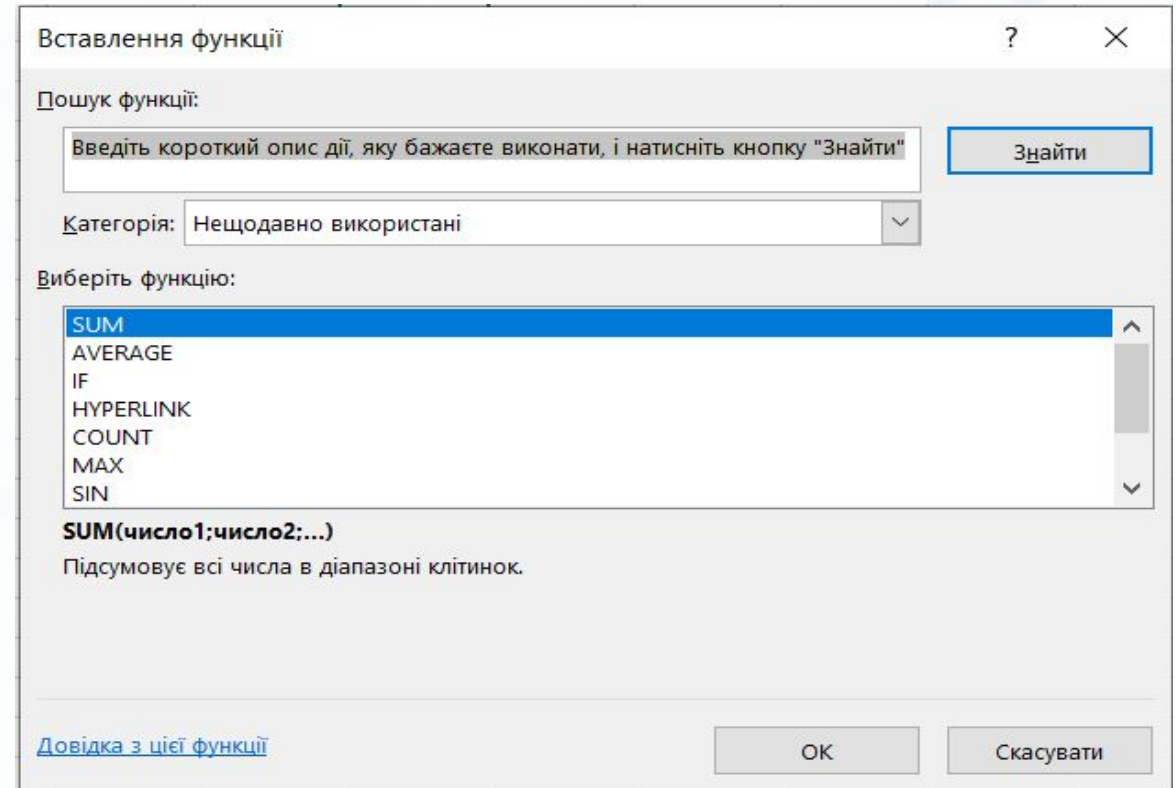 Вставлення функції
?
Пошук функції:
Введіть короткий опис дії, яку бажаєте виконати, і натисніть кнопку "Знайти"
Знайти
Категорія: Нещодавно використані
Виберіть функцію:
SUM
AVERAGE
IF
HYPERLINK
COUNT
MAX
SIN
SUM(число1;число2;...)
Підсумовує всі числа в діапазоні клітинок.
Довідка з цієї функції
ОК
Скасувати